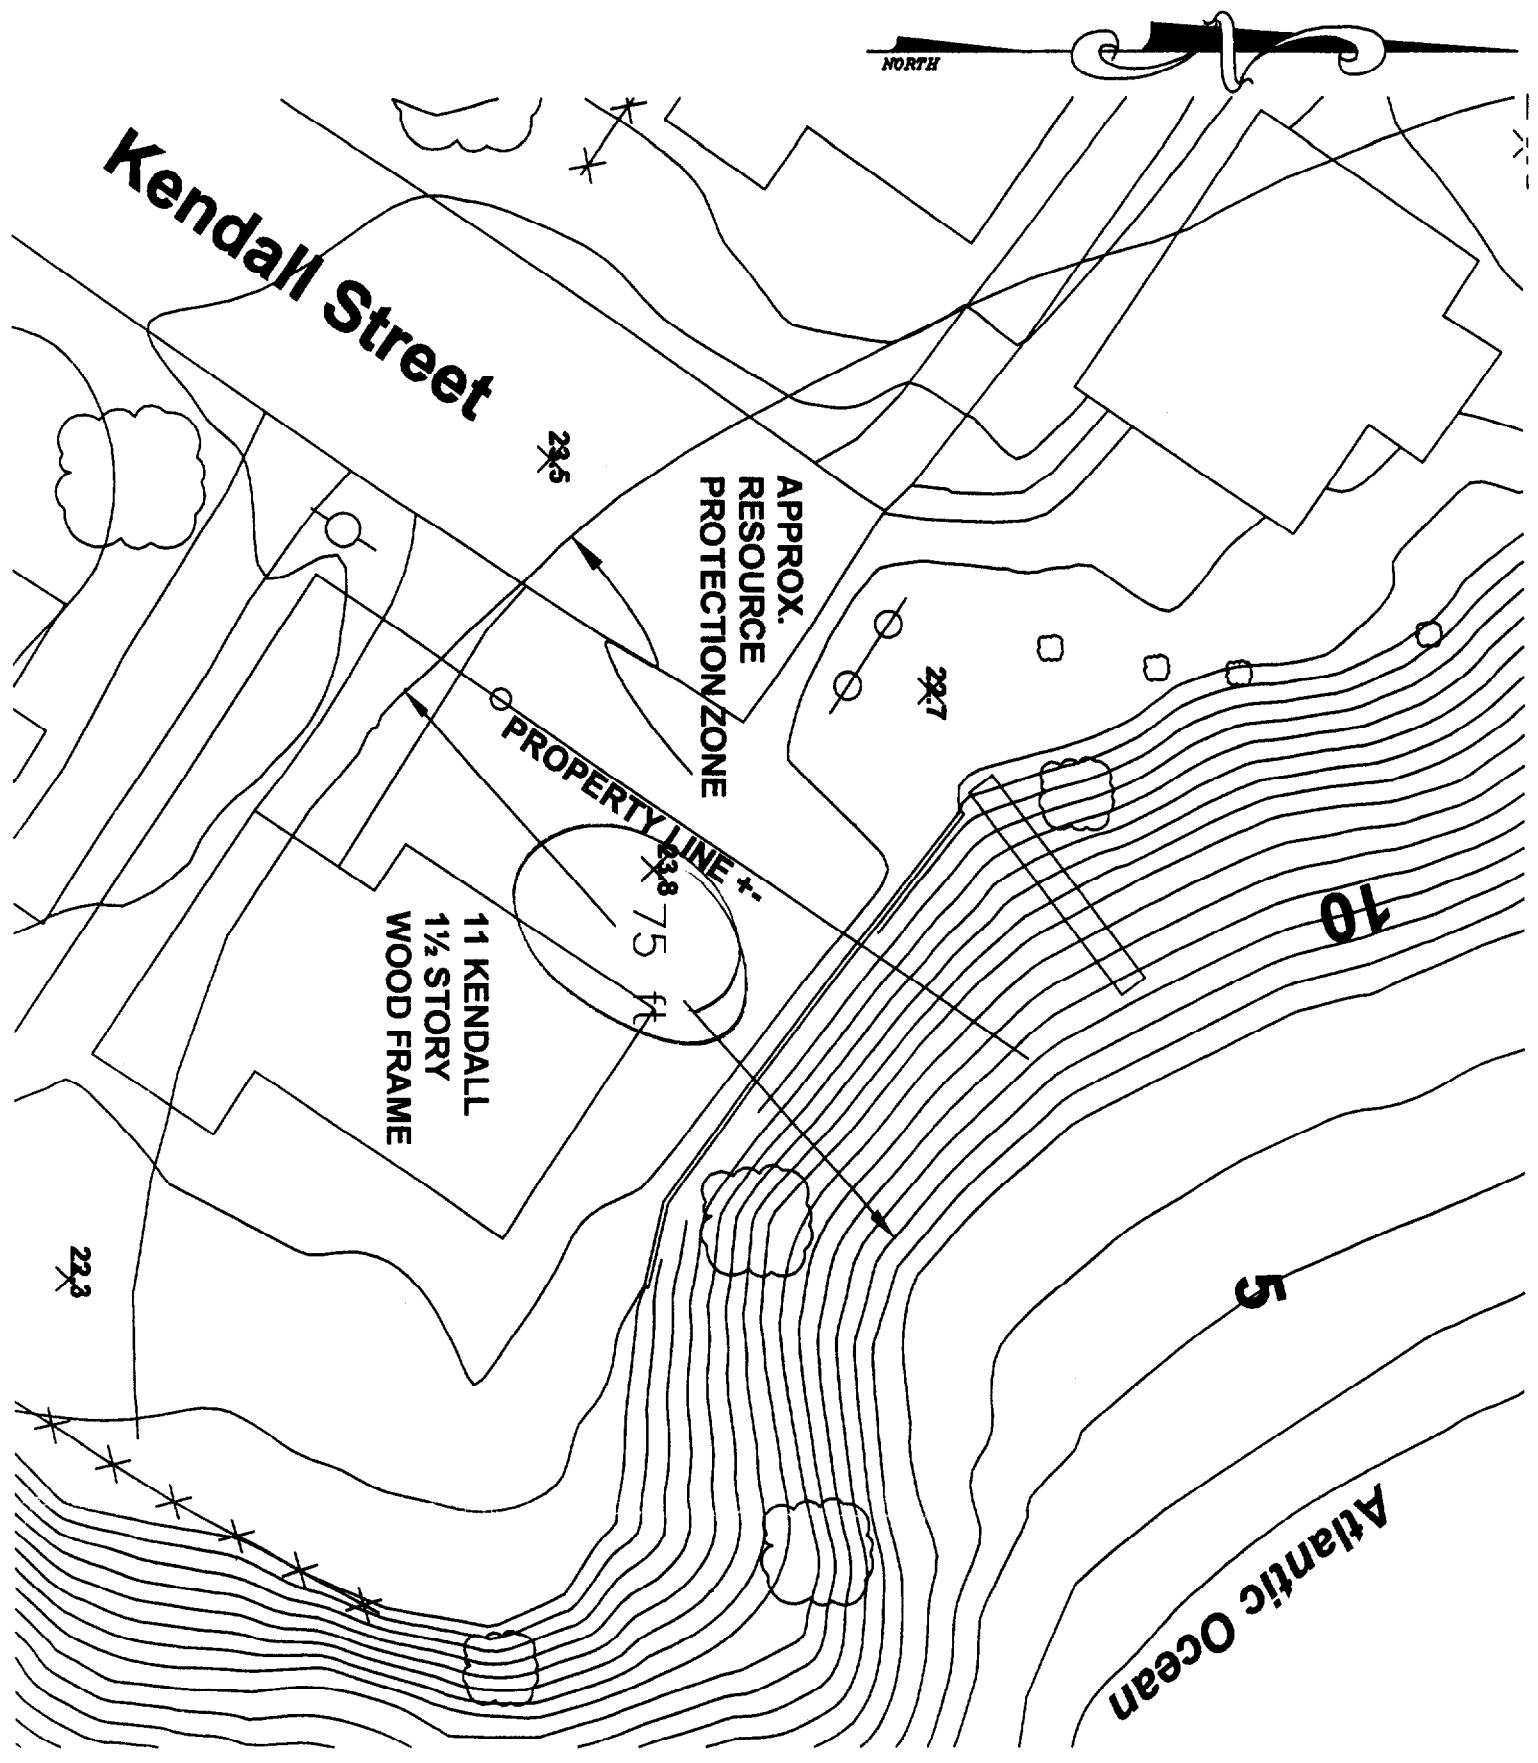 NORTH
Kendall Street
23.5
APPROX.
RESOURCE
PROTECTION ZONE
22.7
PROPERTY LINE +-
23.8
75 ft
10
11 KENDALL
1½ STORY
WOOD FRAME
22.3
5
Atlantic Ocean